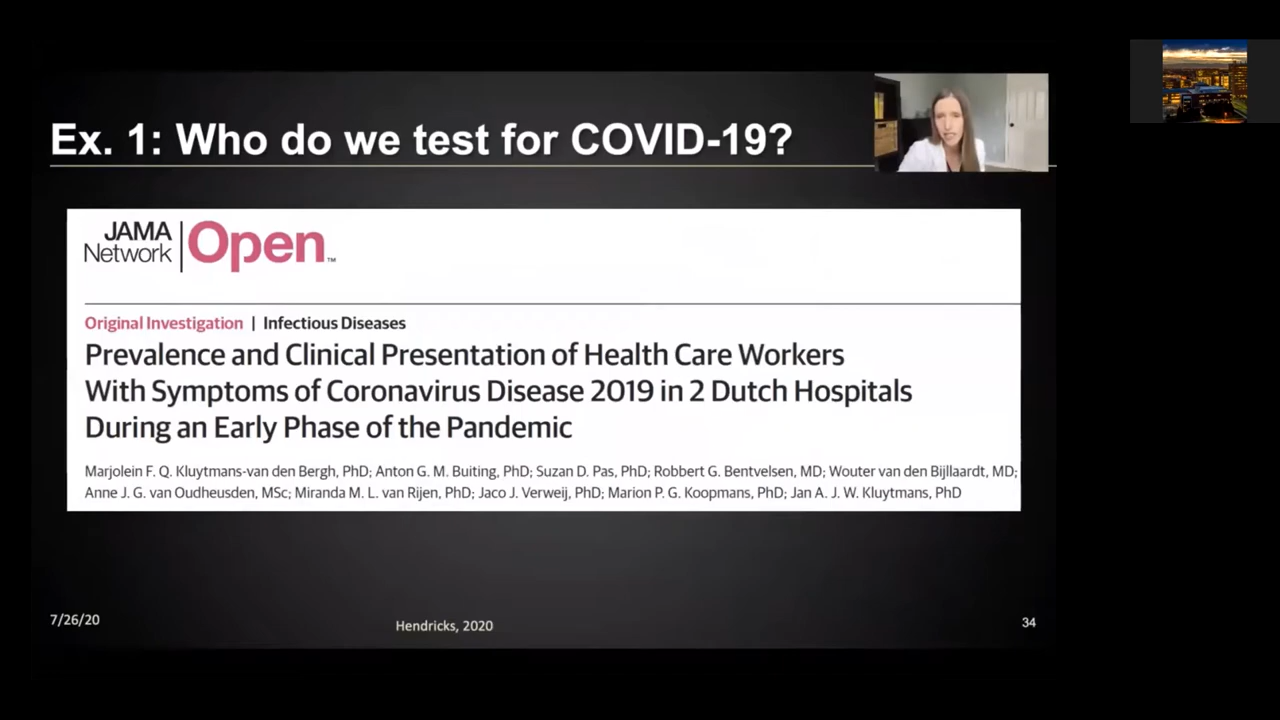 Ex. 1: Who do we test for COVID-19?
JAMA
Network
Open™
Original Investigation | Infectious Diseases
Prevalence and Clinical Presentation of Health Care Workers
With Symptoms of Coronavirus Disease 2019 in 2 Dutch Hospitals
During an Early Phase of the Pandemic
Marjolein F. Q. Kluytmans-van den Bergh, PhD; Anton G. M. Buiting, PhD; Suzan D. Pas, PhD; Robbert G. Bentvelsen, MD; Wouter van den Bijllaardt, MD;
Anne J. G. van Oudheusden, MSc; Miranda M. L. van Rijen, PhD; Jaco J. Verweij, PhD; Marion P. G. Koopmans, PhD; Jan A. J. W. Kluytmans, PhD
7/26/20
Hendricks, 2020
34